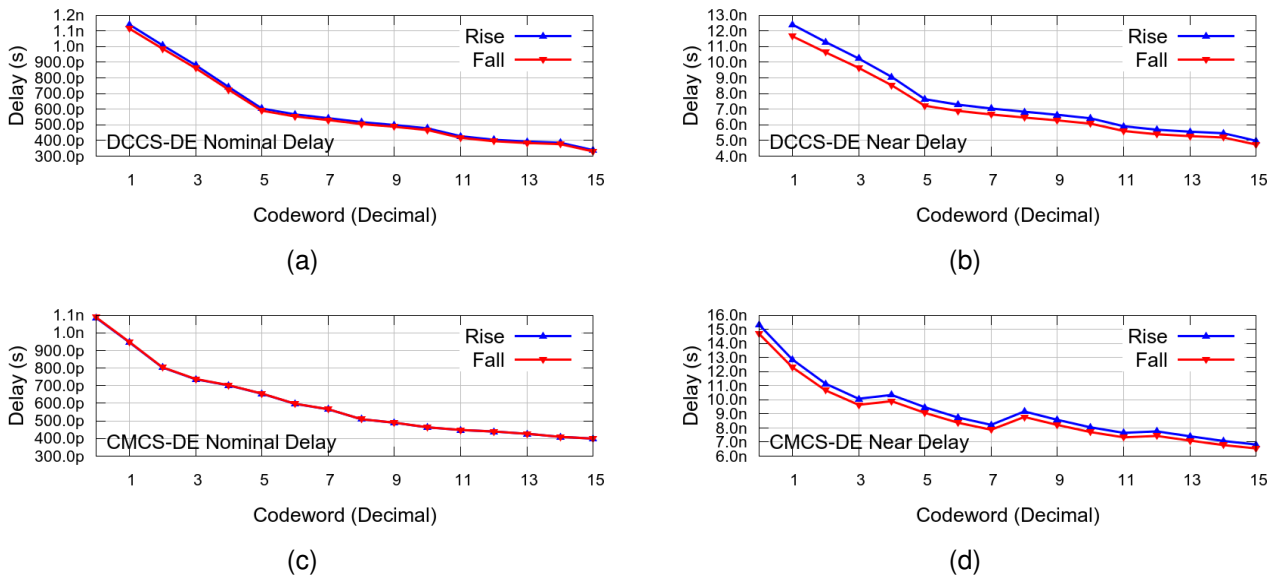 1.2n
1.1n
1.0n
900.0p
800.0p
700.0p
600.0p
500.0p
400.0p
300.0p
Delay (s)
Rise
Fall
DCCS-DE Nominal Delay
1 3 5 7 9 11 13 15
Codeword (Decimal)
(a)
13.0n
12.0n
11.0n
10.0n
9.0n
8.0n
7.0n
6.0n
5.0n
4.0n
Delay (s)
Rise
Fall
DCCS-DE Near Delay
1 3 5 7 9 11 13 15
Codeword (Decimal)
(b)
1.1n
1.0n
900.0p
800.0p
700.0p
600.0p
500.0p
400.0p
300.0p
Delay (s)
Rise
Fall
CMCS-DE Nominal Delay
1 3 5 7 9 11 13 15
Codeword (Decimal)
(c)
16.0n
15.0n
14.0n
13.0n
12.0n
11.0n
10.0n
9.0n
8.0n
7.0n
6.0n
Delay (s)
Rise
Fall
CMCS-DE Near Delay
1 3 5 7 9 11 13 15
Codeword (Decimal)
(d)